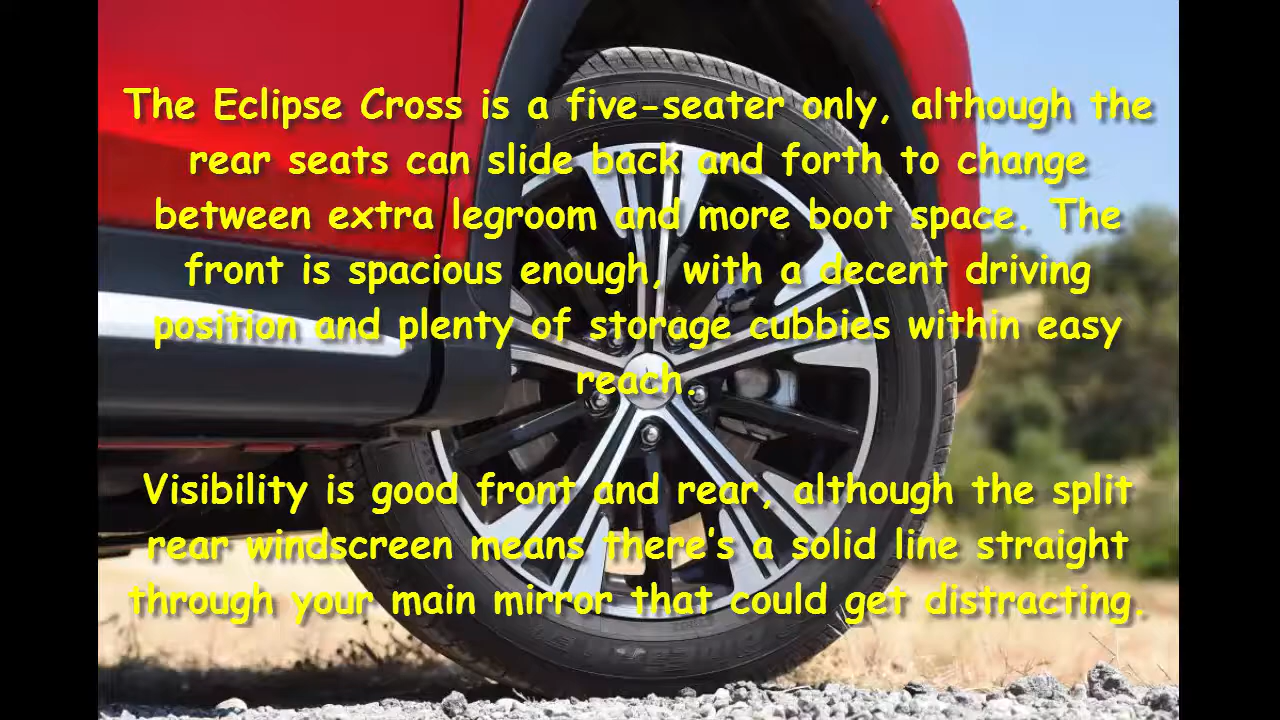 The Eclipse Cross is a five-seater only, although the
rear seats can slide back and forth to change
between extra legroom and more boot space. The
front is spacious enough, with a decent driving
position and plenty of storage cubbies within easy
reach.
Visibility is good front and rear, although the split
rear windscreen means there's a solid line straight
through your main mirror that could get distracting.